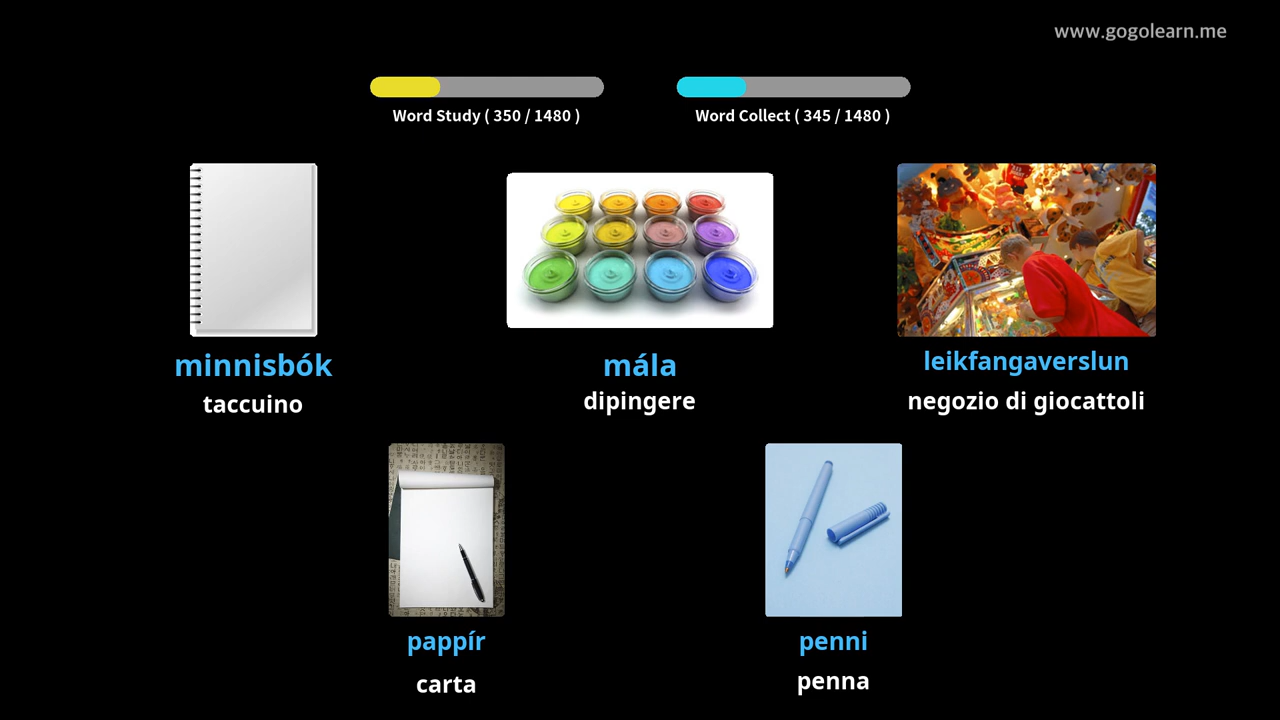 www.gogolearn.me
Word Study ( 350 / 1480 )
Word Collect ( 345 / 1480 )
minnisbók
taccuino
mála
dipingere
leikfangaverslun
negozio di giocattoli
pappír
carta
penni
penna